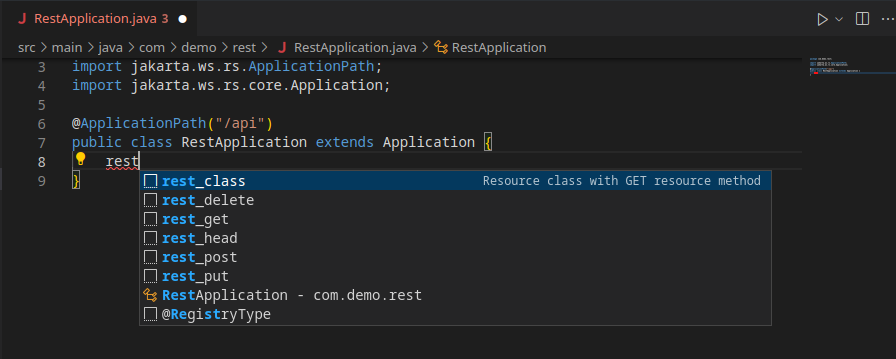 J RestApplication.java 3
src > main > java > com > demo > rest > J RestApplication.java > RestApplication
3 import jakarta.ws.rs.ApplicationPath;
4 import jakarta.ws.rs.core.Application;
5
6 @ApplicationPath("/api")
7 public class RestApplication extends Application {
8 rest
9 }
rest_class Resource class with GET resource method
rest_delete
rest_get
rest_head
rest_post
rest_put
RestApplication - com.demo.rest
@RegistryType